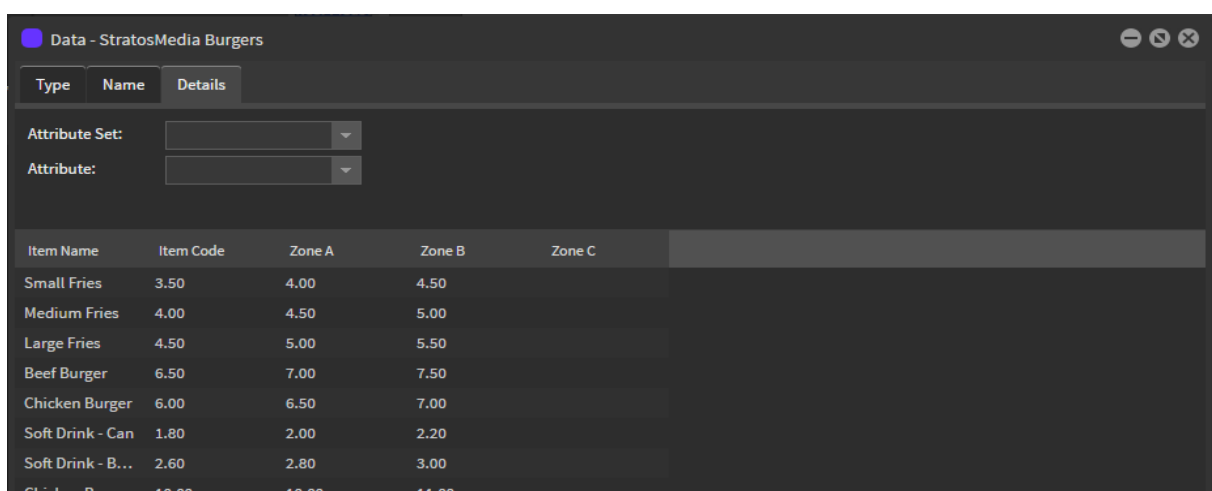 Data - StratosMedia Burgers
Type Name Details
Attribute Set:
Attribute:
Item Name Item Code Zone A Zone B Zone C
Small Fries 3.50 4.00 4.50
Medium Fries 4.00 4.50 5.00
Large Fries 4.50 5.00 5.50
Beef Burger 6.50 7.00 7.50
Chicken Burger 6.00 6.50 7.00
Soft Drink - Can 1.80 2.00 2.20
Soft Drink - B... 2.60 2.80 3.00